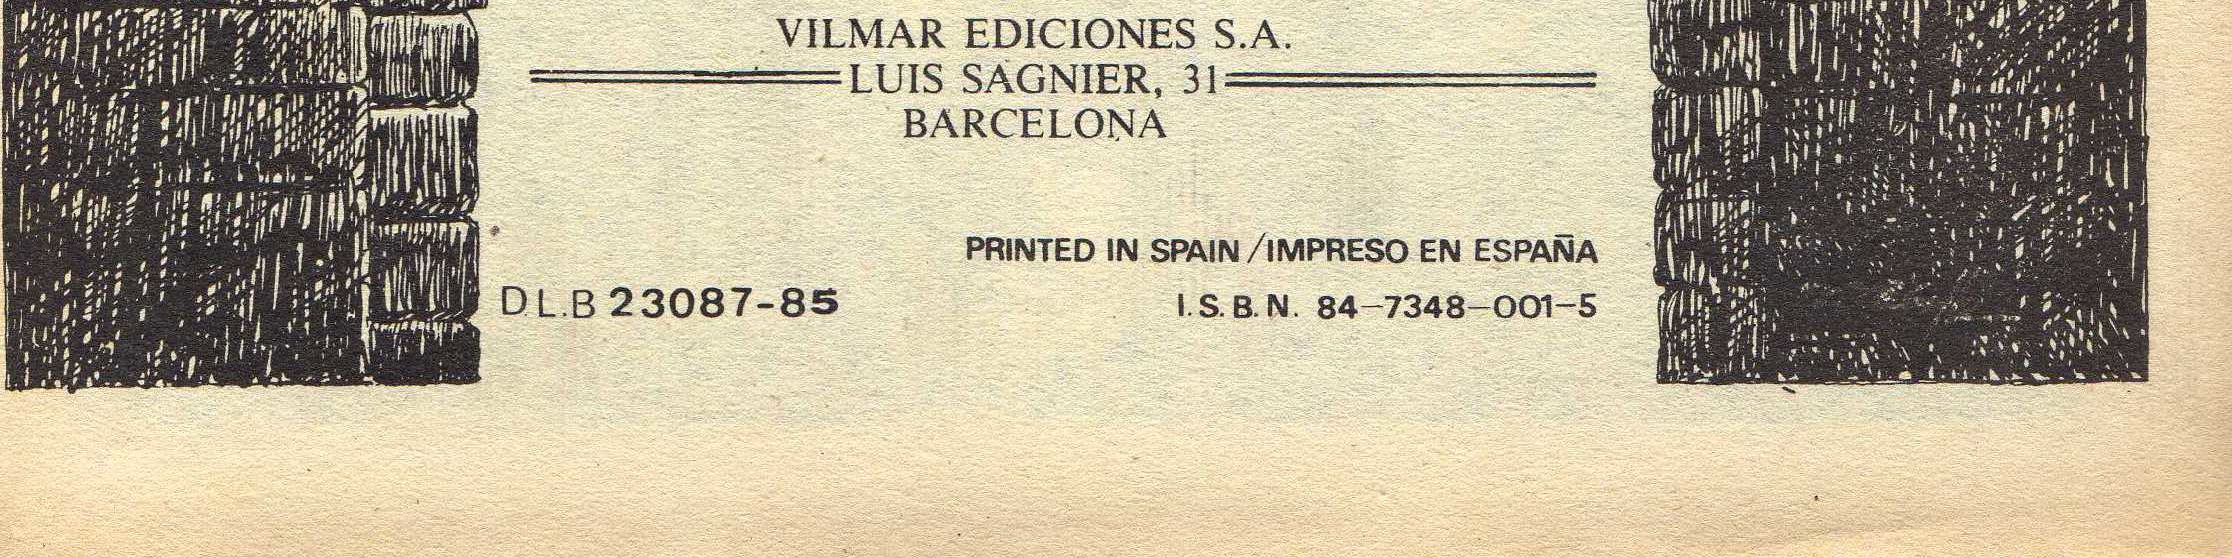 VILMAR EDICIONES S.A.
LUIS SAGNIER, 31
BARCELONA
PRINTED IN SPAIN/IMPRESO EN ESPAÑA
D.L.B 23087-85
I.S.B.N. 84-7348-001-5